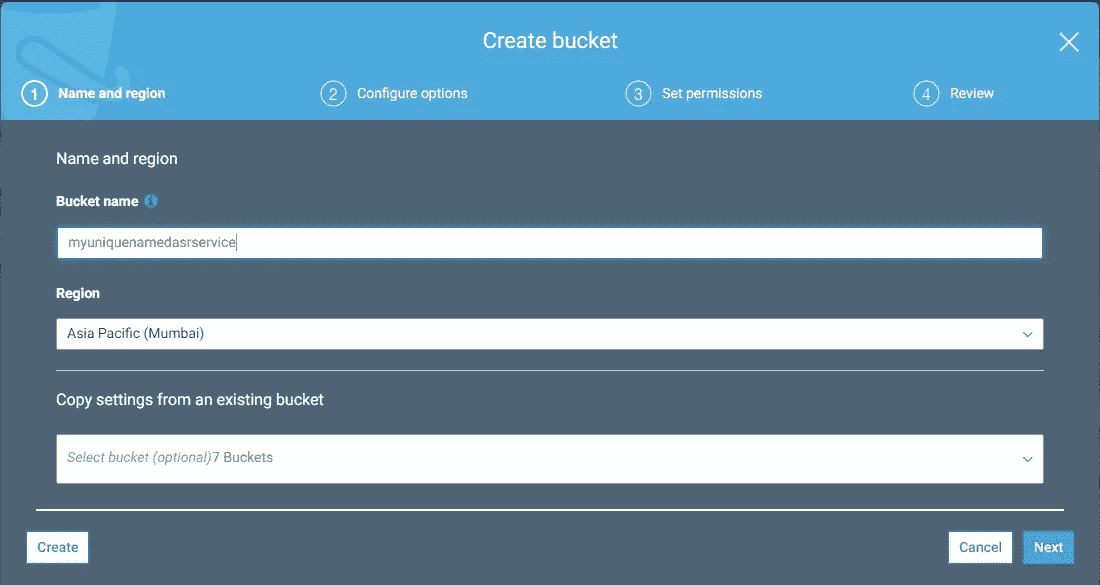 Create bucket
1 Name and region
2 Configure options
3 Set permissions
4 Review
Name and region
Bucket name
myuniquenamedasrservice
Region
Asia Pacific (Mumbai)
Copy settings from an existing bucket
Select bucket (optional)7 Buckets
Create
Cancel
Next